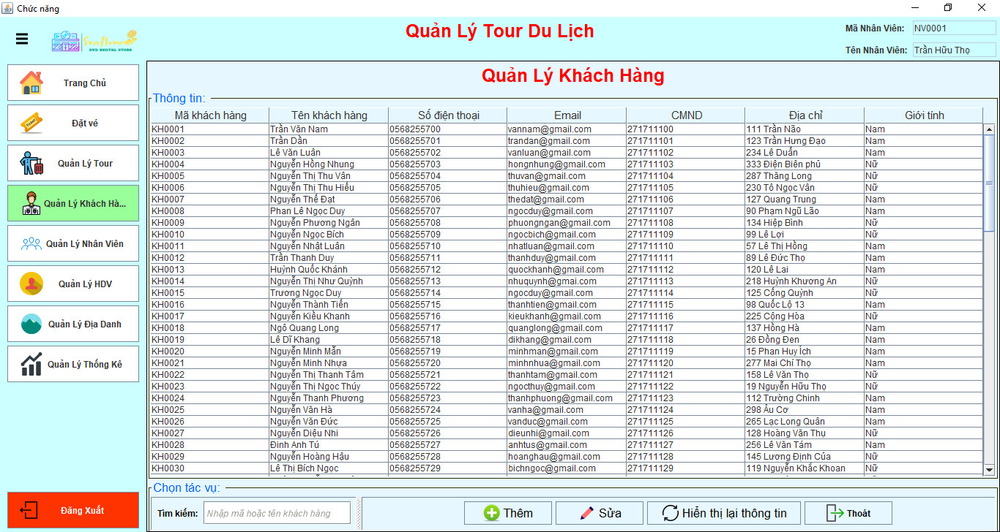 Chức năng
Quản Lý Tour Du Lịch
Mã Nhân Viên: NV0001
Tên Nhân Viên: Trần Hữu Thọ
Sunflower
DVD RENTAL STORE
Trang Chủ
Đặt vé
Quản Lý Tour
Quản Lý Khách Hà...
Quản Lý Nhân Viên
Quản Lý HDV
Quản Lý Địa Danh
Quản Lý Thống Kê
Đăng Xuất
Quản Lý Khách Hàng
Thông tin:
Mã khách hàng Tên khách hàng Số điện thoại Email CMND Địa chỉ Giới tính
KH0001 Trần Văn Nam 0568255700 vannam@gmail.com 271711100 111 Trần Não Nam
KH0002 Trần Dần 0568255701 trandan@gmail.com 271711101 123 Trần Hưng Đạo Nam
KH0003 Lê Văn Luân 0568255702 vanluan@gmail.com 271711102 234 Lê Duẩn Nam
KH0004 Nguyễn Hồng Nhung 0568255703 hongnhung@gmail.com 271711103 333 Điện Biên phủ Nữ
KH0005 Nguyễn Thị Thu Vân 0568255704 thuvan@gmail.com 271711104 287 Thăng Long Nữ
KH0006 Nguyễn Thị Thu Hiếu 0568255705 thuhieu@gmail.com 271711105 230 Tô Ngọc Vân Nữ
KH0007 Nguyễn Thế Đạt 0568255706 thedat@gmail.com 271711106 127 Quang Trung Nam
KH0008 Phan Lê Ngọc Duy 0568255707 ngocduy@gmail.com 271711107 90 Phạm Ngũ Lão Nam
KH0009 Nguyễn Phương Ngân 0568255708 phuongngan@gmail.com 271711108 134 Hiệp Bình Nữ
KH0010 Nguyễn Ngọc Bích 0568255709 ngocbich@gmail.com 271711109 99 Lê Lợi Nữ
KH0011 Nguyễn Nhật Luân 0568255710 nhatluan@gmail.com 271711110 57 Lê Thị Hồng Nam
KH0012 Trần Thanh Duy 0568255711 thanhduy@gmail.com 271711111 89 Lê Đức Thọ Nam
KH0013 Huỳnh Quốc Khánh 0568255712 quockhanh@gmail.com 271711112 120 Lê Lai Nam
KH0014 Nguyễn Thị Như Quỳnh 0568255713 nhuquynh@gmai.com 271711113 218 Huỳnh Khương An Nữ
KH0015 Trương Ngọc Duy 0568255714 ngocduy@gmail.com 271711114 125 Cống Quỳnh Nữ
KH0016 Nguyễn Thành Tiến 0568255715 thanhtien@gmail.com 271711115 98 Quốc Lộ 13 Nam
KH0017 Nguyễn Kiều Khanh 0568255716 kieukhanh@gmail.com 271711116 225 Cộng Hòa Nữ
KH0018 Ngô Quang Long 0568255717 quanglong@gmail.com 271711117 137 Hồng Hà Nam
KH0019 Lê Dĩ Khang 0568255718 dikhang@gmail.com 271711118 26 Đồng Đen Nam
KH0020 Nguyễn Minh Mẫn 0568255719 minhman@gmail.com 271711119 15 Phan Huy Ích Nam
KH0021 Nguyễn Minh Nhựa 0568255720 minhnhua@gmail.com 271711120 277 Mai Chí Thọ Nam
KH0022 Nguyễn Thị Thanh Tâm 0568255721 thanhtam@gmail.com 271711121 158 Lê Văn Thọ Nữ
KH0023 Nguyễn Thị Ngọc Thúy 0568255722 ngocthuy@gmail.com 271711122 19 Nguyễn Hữu Thọ Nữ
KH0024 Nguyễn Thanh Phương 0568255723 thanhphuong@gmail.com 271711123 112 Trường Chinh Nam
KH0025 Nguyễn Văn Hà 0568255724 vanha@gmail.com 271711124 298 Âu Cơ Nam
KH0026 Nguyễn Văn Đức 0568255725 vanduc@gmail.com 271711125 265 Lạc Long Quân Nam
KH0027 Nguyễn Diệu Nhi 0568255726 dieunhi@gmail.com 271711126 128 Hoàng Văn Thụ Nữ
KH0028 Đinh Anh Tú 0568255727 anhtus@gmail.com 271711127 256 Lê Văn Tám Nam
KH0029 Nguyễn Hoàng Hậu 0568255728 hoanghau@gmail.com 271711128 145 Lương Định Của Nữ
KH0030 Lê Thị Bích Ngọc 0568255729 bichngoc@gmail.com 271711129 119 Nguyễn Khắc Khoan Nữ
Chọn tác vụ:
Tìm kiếm: Nhập mã hoặc tên khách hàng Thêm Sửa Hiển thị lại thông tin Thoát